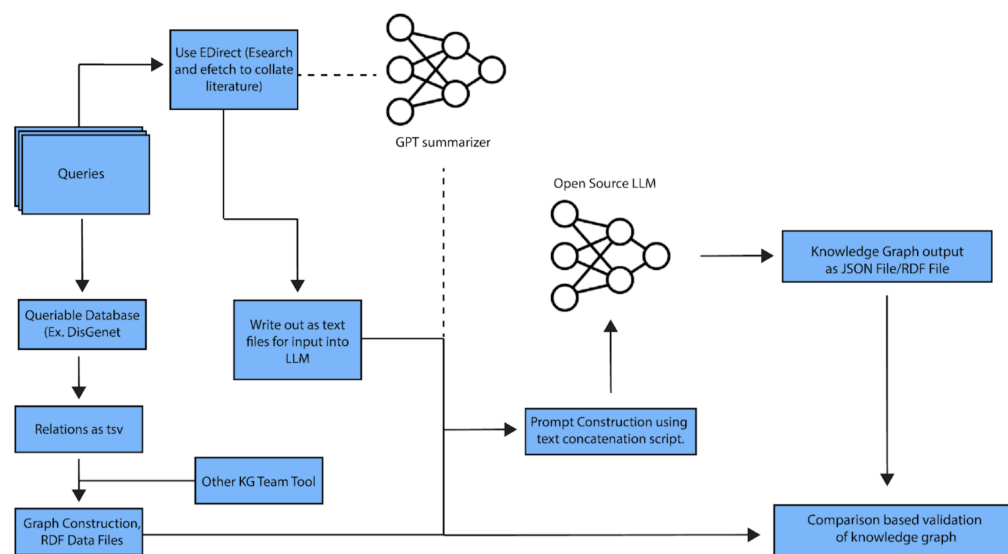 Use EDirect (Esearch
and efetch to collate
literature)
GPT summarizer
Queries
Open Source LLM
Knowledge Graph output
as JSON File/RDF File
Queriable Database
(Ex. DisGenet
Write out as text
files for input into
LLM
Relations as tsv
Prompt Construction using
text concatenation script.
Other KG Team Tool
Graph Construction,
RDF Data Files
Comparison based validation
of knowledge graph